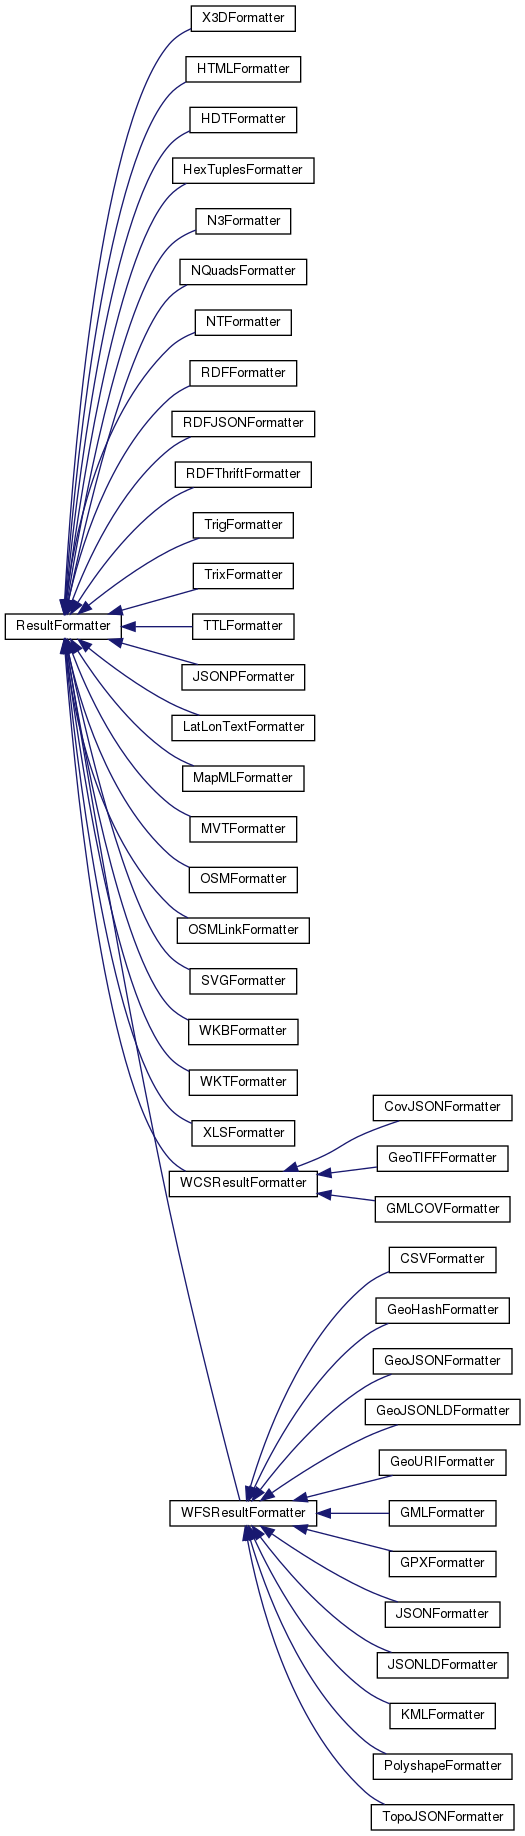 X3DFormatter
HTMLFormatter
HDTFormatter
HexTuplesFormatter
N3Formatter
NQuadsFormatter
NTFormatter
RDFFormatter
RDFJSONFormatter
RDFThriftFormatter
TrigFormatter
TrixFormatter
ResultFormatter
TTLFormatter
JSONPFormatter
LatLonTextFormatter
MapMLFormatter
MVTFormatter
OSMFormatter
OSMLinkFormatter
SVGFormatter
WKBFormatter
WKTFormatter
XLSFormatter
WCSResultFormatter
CovJSONFormatter
GeoTIFFFormatter
GMLCOVFormatter
WFSResultFormatter
CSVFormatter
GeoHashFormatter
GeoJSONFormatter
GeoJSONLDFormatter
GeoURIFormatter
GMLFormatter
GPXFormatter
JSONFormatter
JSONLDFormatter
KMLFormatter
PolyshapeFormatter
TopoJSONFormatter